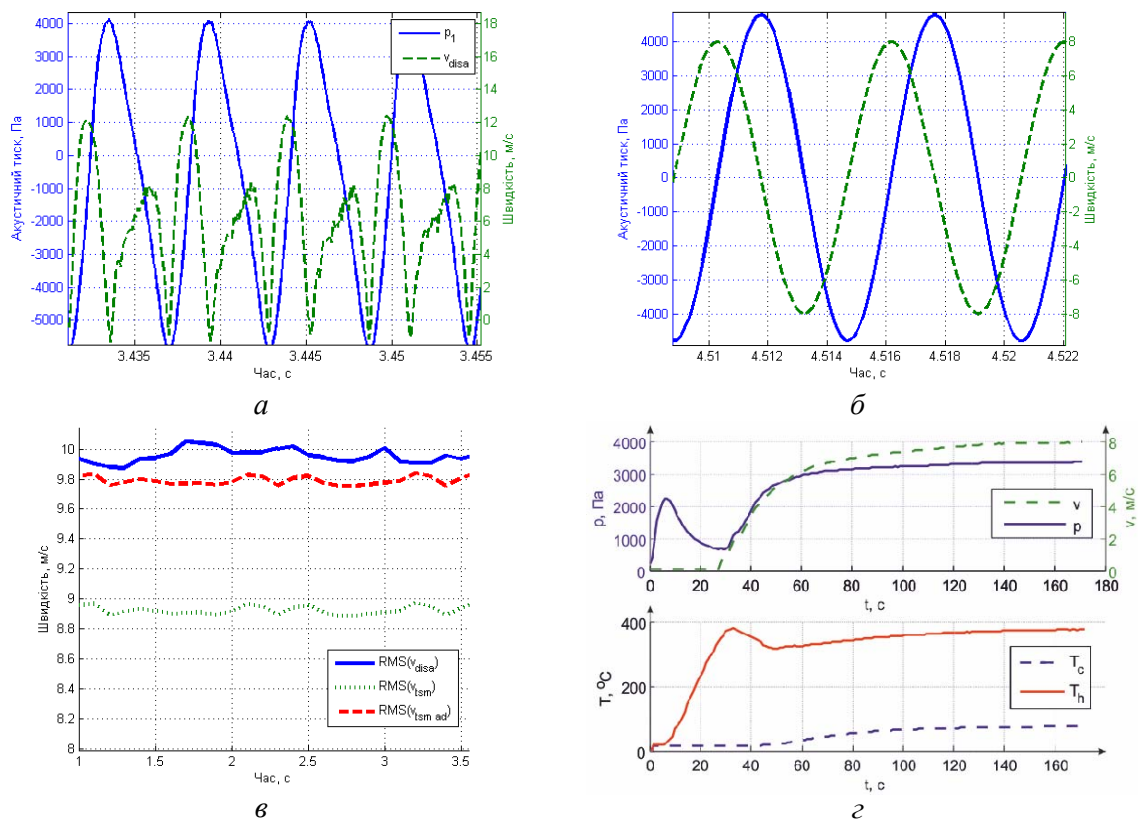 4000
3000
2000
1000
0
-1000
-2000
-3000
-4000
-5000
Акустичний тиск, Па
p1
vdisa
18
16
14
12
10
8
6
4
2
0
Швидкість, м/с
3.435
3.44
3.445
3.45
3.455
Час, с
а
4000
3000
2000
1000
0
-1000
-2000
-3000
-4000
Акустичний тиск, Па
8
6
4
2
0
-2
-4
-6
-8
Швидкість, м/с
4.51
4.512
4.514
4.516
4.518
4.52
4.522
Час, с
б
10
9.8
9.6
9.4
9.2
9
8.8
8.6
8.4
8.2
8
Швидкість, м/с
RMS(vdisa)
RMS(vtsm)
RMS(vtsm ad)
1
1.5
2
2.5
3
3.5
Час, с
в
4000
3000
2000
1000
0
p, Па
v
p
8
6
4
2
0
v, м/с
0 20 40 60 80 100 120 140 160 180
t, с
400
200
0
T, °C
Tc
Th
0 20 40 60 80 100 120 140 160
t, с
г